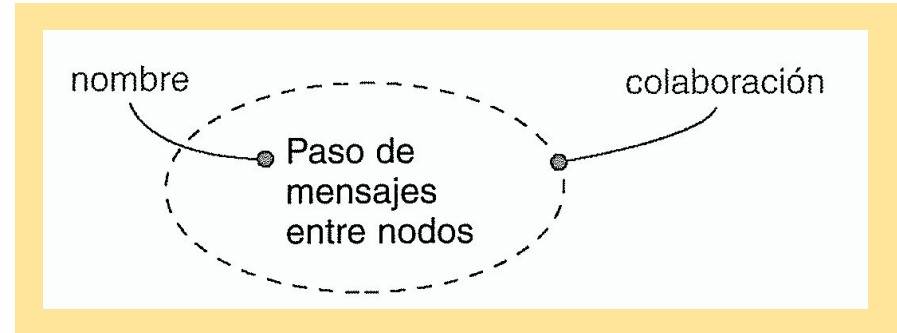 nombre
colaboración
Paso de
mensajes
entre nodos